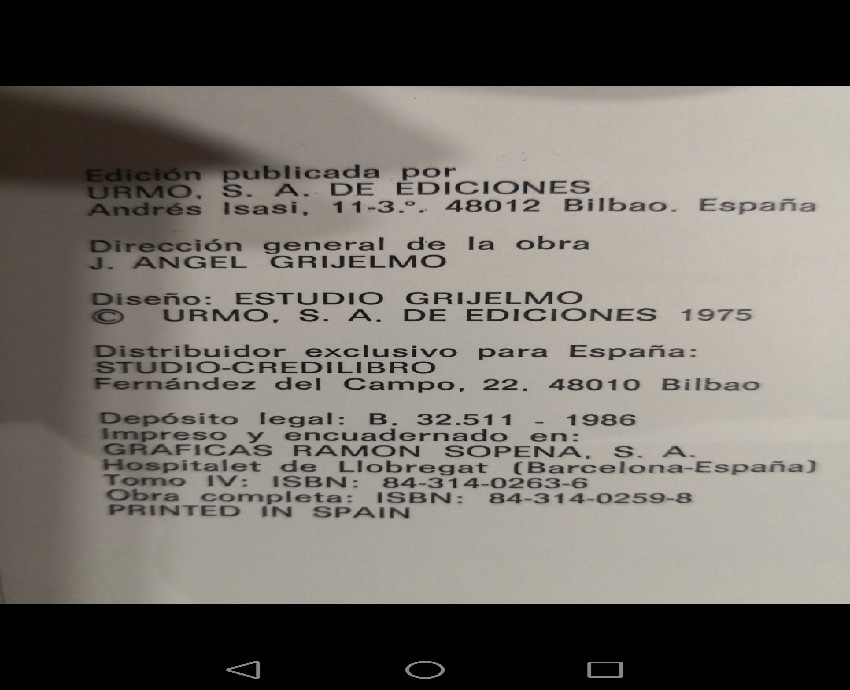 Edición publicada por
URMO, S. A. DE EDICIONES
Andrés Isasi, 11-3.º. 48012 Bilbao. España
Dirección general de la obra
J. ANGEL GRIJELMO
Diseño: ESTUDIO GRIJELMO
© URMO, S. A. DE EDICIONES 1975
Distribuidor exclusivo para España:
STUDIO-CREDILIBRO
Fernández del Campo, 22. 48010 Bilbao
Depósito legal: B. 32.511 - 1986
Impreso y encuadernado en:
GRAFICAS RAMON SOPENA, S. A.
Hospitalet de Llobregat (Barcelona-España)
Tomo IV: ISBN: 84-314-0263-6
Obra completa: ISBN: 84-314-0259-8
PRINTED IN SPAIN